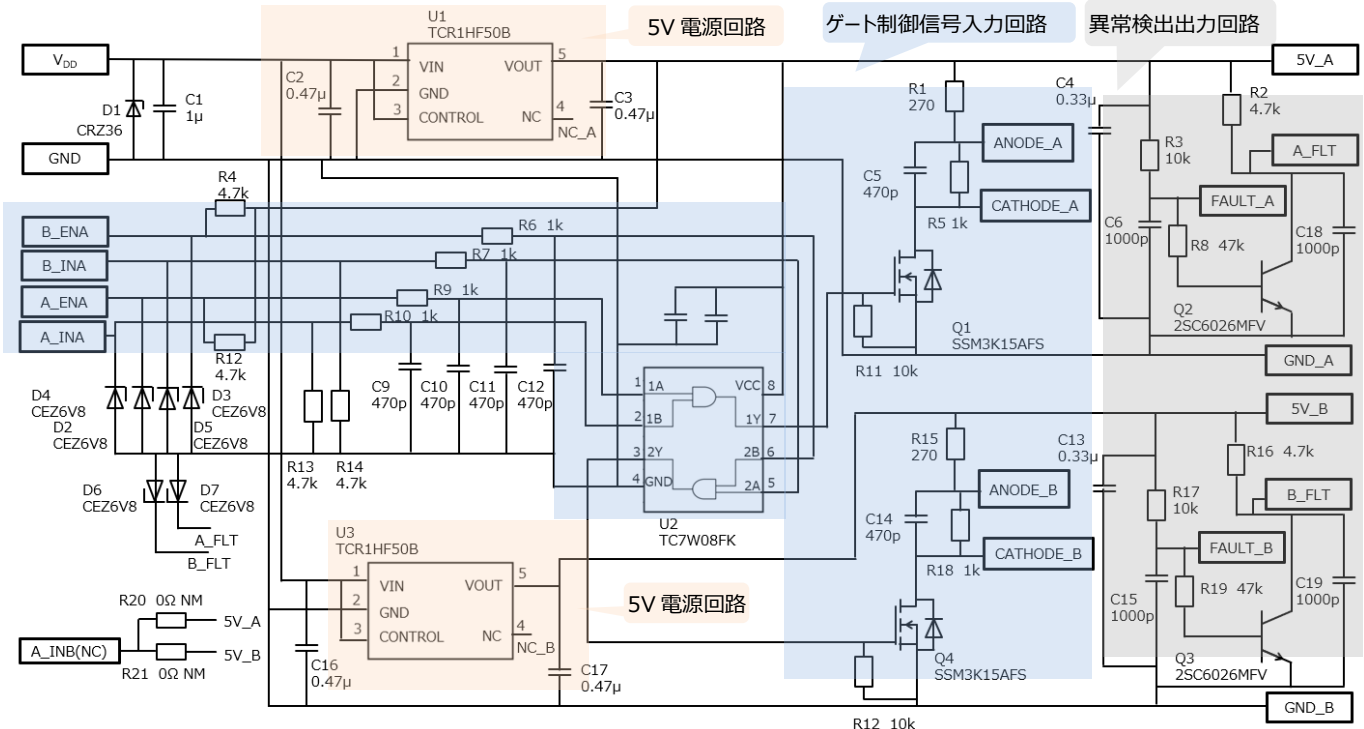 U1
TCR1HF50B
5V 電源回路
ゲート制御信号入力回路
異常検出出力回路
VDD
5V_A
D1
CRZ36
C1
1μ
C2
0.47μ
1
2
3
VIN
GND
CONTROL
VOUT
NC
5
4
NC_A
C3
0.47μ
R1
270
C4
0.33μ
R2
4.7k
GND
ANODE_A
R3
10k
A_FLT
C5
470p
R4
4.7k
CATHODE_A
FAULT_A
R5 1k
C6
1000p
R8 47k
C18
1000p
B_ENA
R6 1k
B_INA
R7 1k
A_ENA
R9 1k
A_INA
R10 1k
R12
4.7k
Q1
SSM3K15AFS
Q2
2SC6026MFV
GND_A
R11 10k
C9
470p
C10
470p
C11
470p
C12
470p
D4
CEZ6V8
D2
CEZ6V8
D3
CEZ6V8
D5
CEZ6V8
1
2
3
4
1A
1B
2Y
GND
VCC
1Y
2B
2A
8
7
6
5
U2
TC7W08FK
5V_B
R13
4.7k
R14
4.7k
R15
270
C13
0.33μ
R16 4.7k
D6
CEZ6V8
D7
CEZ6V8
A_FLT
B_FLT
ANODE_B
R17
10k
B_FLT
C14
470p
CATHODE_B
FAULT_B
R18 1k
C15
1000p
R19 47k
C19
1000p
U3
TCR1HF50B
1
2
3
VIN
GND
CONTROL
VOUT
NC
5
4
NC_B
5V 電源回路
R20 0Ω NM
5V_A
A_INB(NC)
5V_B
R21 0Ω NM
C16
0.47μ
C17
0.47μ
Q4
SSM3K15AFS
Q3
2SC6026MFV
GND_B
R12 10k